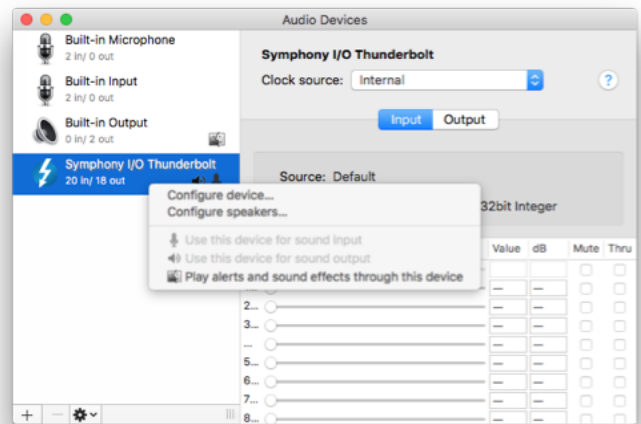 Audio Devices
Built-in Microphone
2 in/ 0 out
Built-in Input
2 in/ 0 out
Built-in Output
0 in/ 2 out
Symphony I/O Thunderbolt
20 in/ 18 out
Symphony I/O Thunderbolt
Clock source: Internal
?
Input Output
Source: Default
32bit Integer
Configure device...
Configure speakers...
Use this device for sound input
Use this device for sound output
Play alerts and sound effects through this device
Value dB Mute Thru
2...
3...
...
5...
6...
7...
8...